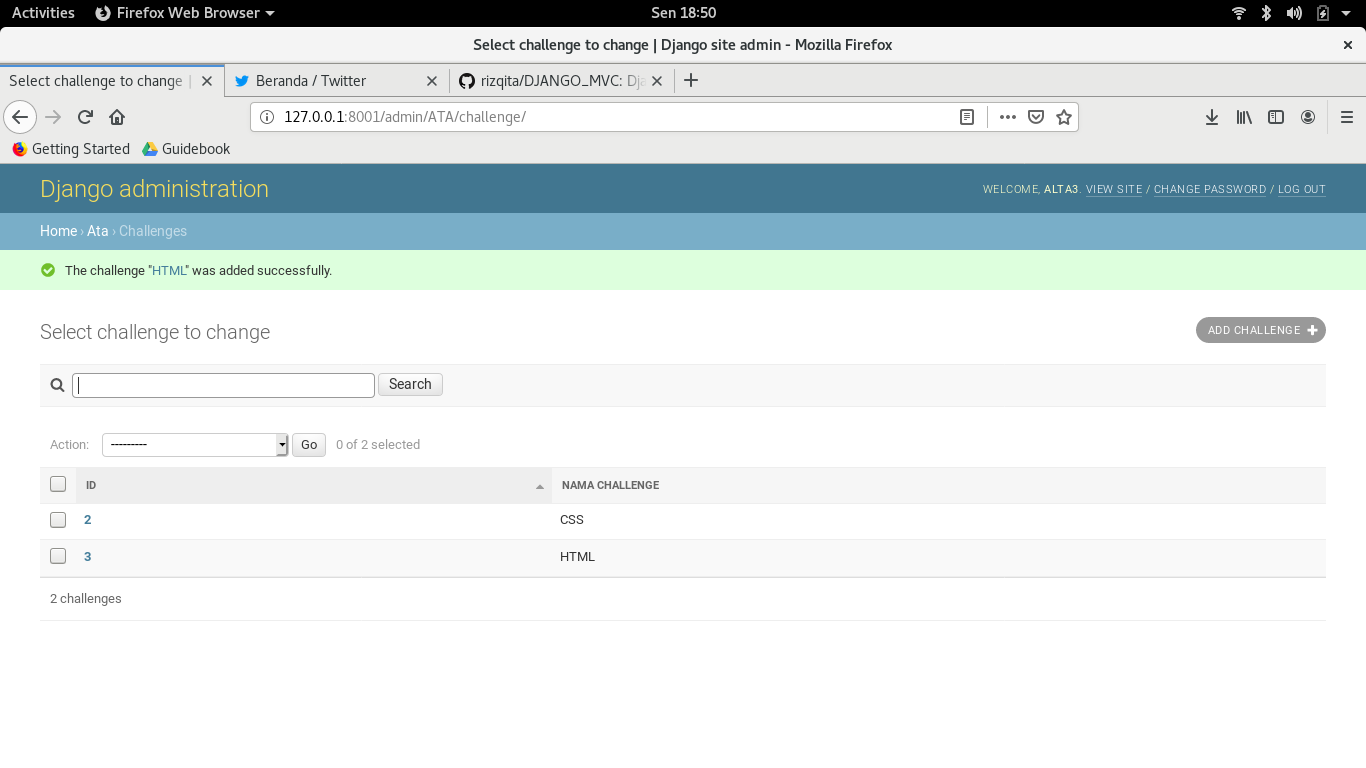 Activities Firefox Web Browser Sen 18:50
Select challenge to change | Django site admin - Mozilla Firefox
Select challenge to change | Beranda / Twitter rizqita/DJANGO_MVC: Dja
127.0.0.1:8001/admin/ATA/challenge/
Getting Started Guidebook
Django administration WELCOME, ALTA3. VIEW SITE / CHANGE PASSWORD / LOG OUT
Home › Ata › Challenges
The challenge "HTML" was added successfully.
Select challenge to change ADD CHALLENGE
Search
Action: --------- Go 0 of 2 selected
ID NAMA CHALLENGE
2 CSS
3 HTML
2 challenges